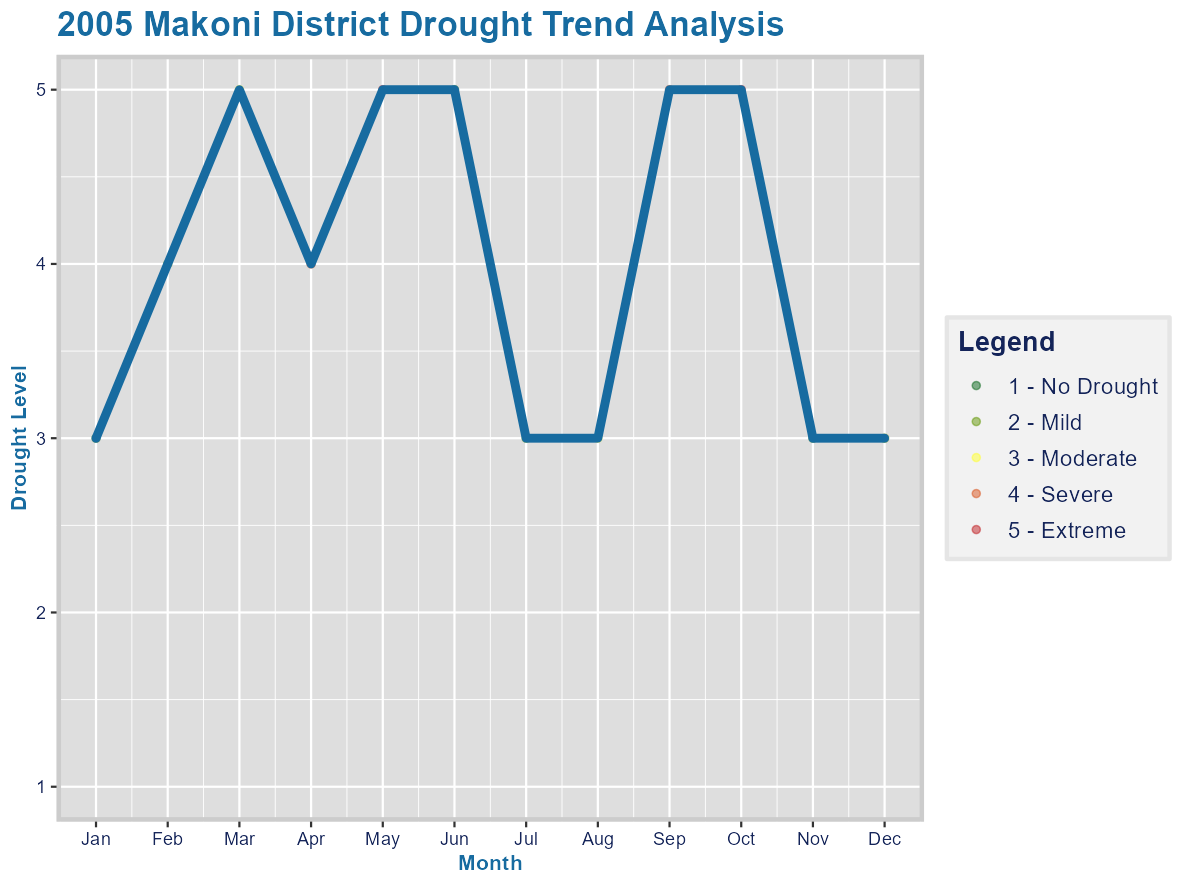 2005 Makoni District Drought Trend Analysis
Drought Level
5
4
3
2
1
Jan Feb Mar Apr May Jun Jul Aug Sep Oct Nov Dec
Month
Legend
1 - No Drought
2 - Mild
3 - Moderate
4 - Severe
5 - Extreme